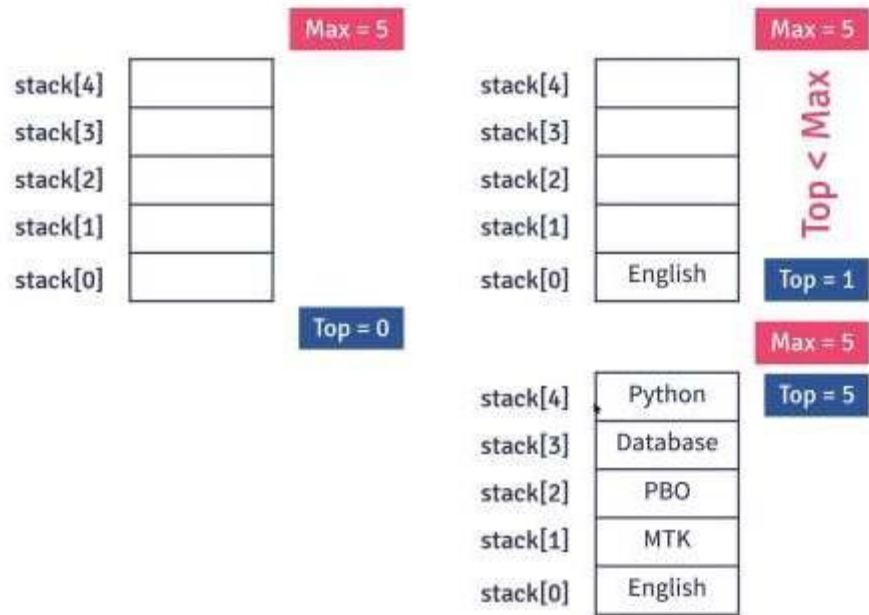 Max = 5
stack[4]
stack[3]
stack[2]
stack[1]
stack[0]
Top = 0
Max = 5
stack[4]
stack[3]
stack[2]
stack[1]
stack[0] English
Top < Max
Top = 1
Max = 5
stack[4] Python Top = 5
stack[3] Database
stack[2] PBO
stack[1] MTK
stack[0] English